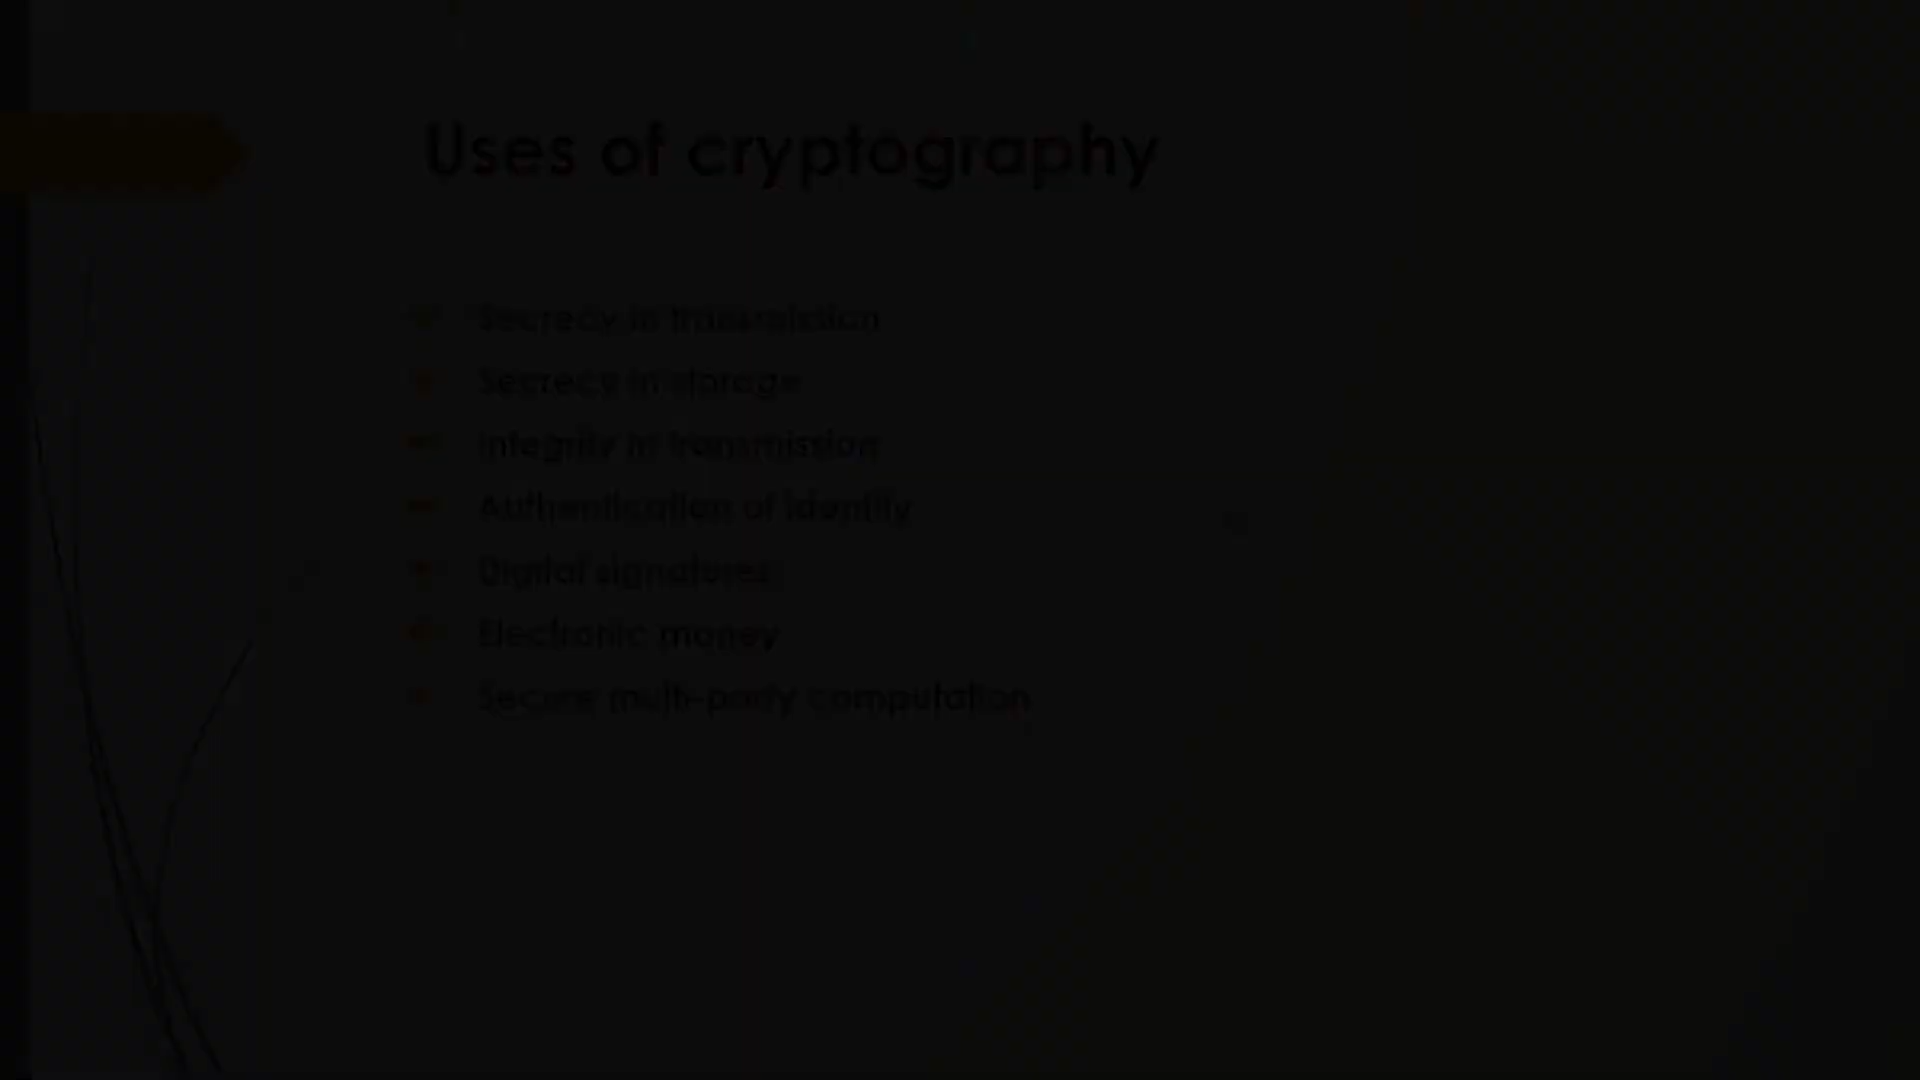 Uses of cryptography
Secrecy in transmission
Secrecy in storage
Integrity in transmission
Authentication of identity
Digital signatures
Electronic money
Secure multi-party computation